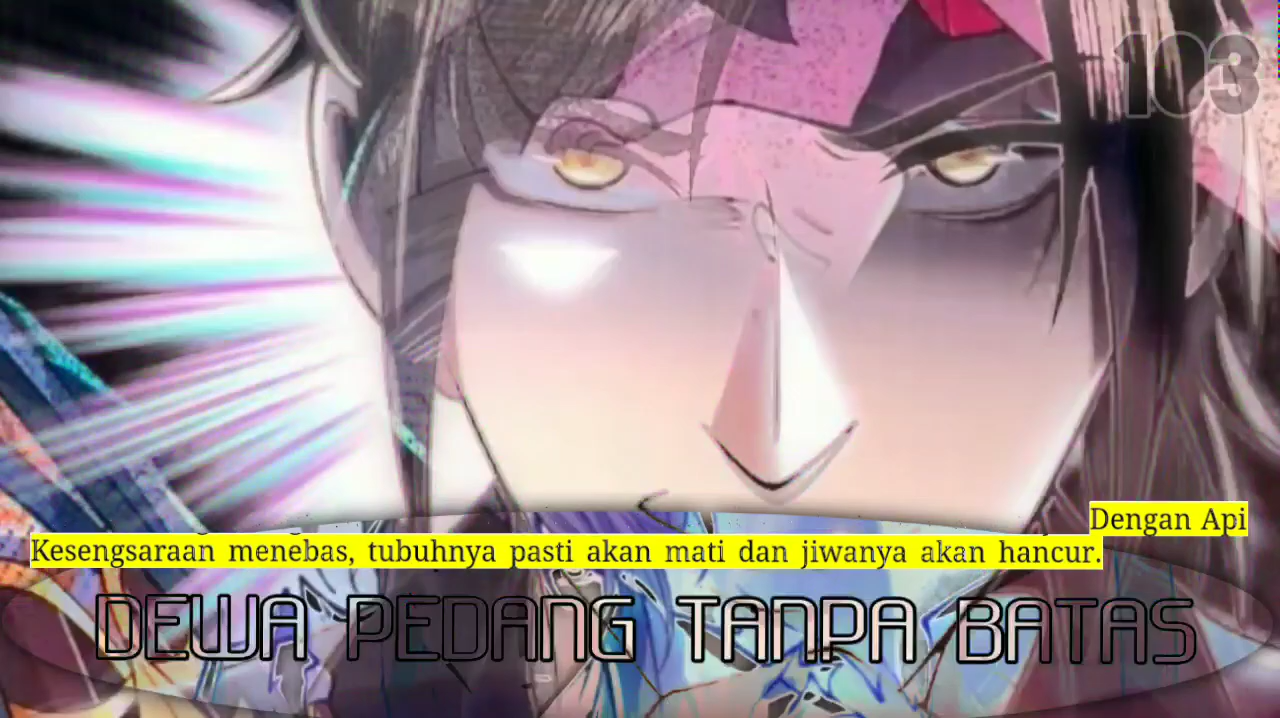 103
Dengan Api
Kesengsaraan menebas, tubuhnya pasti akan mati dan jiwanya akan hancur.
DEWA PEDANG TANPA BATAS